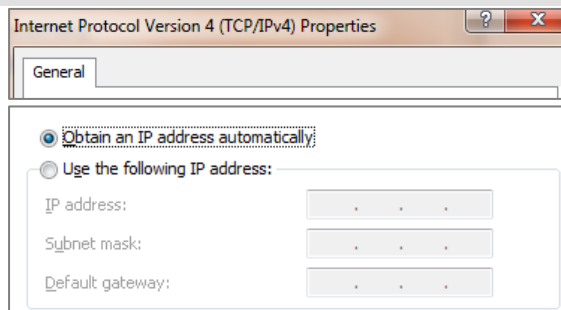 Internet Protocol Version 4 (TCP/IPv4) Properties
? X
General
Obtain an IP address automatically
Use the following IP address:
IP address: . . .
Subnet mask: . . .
Default gateway: . . .